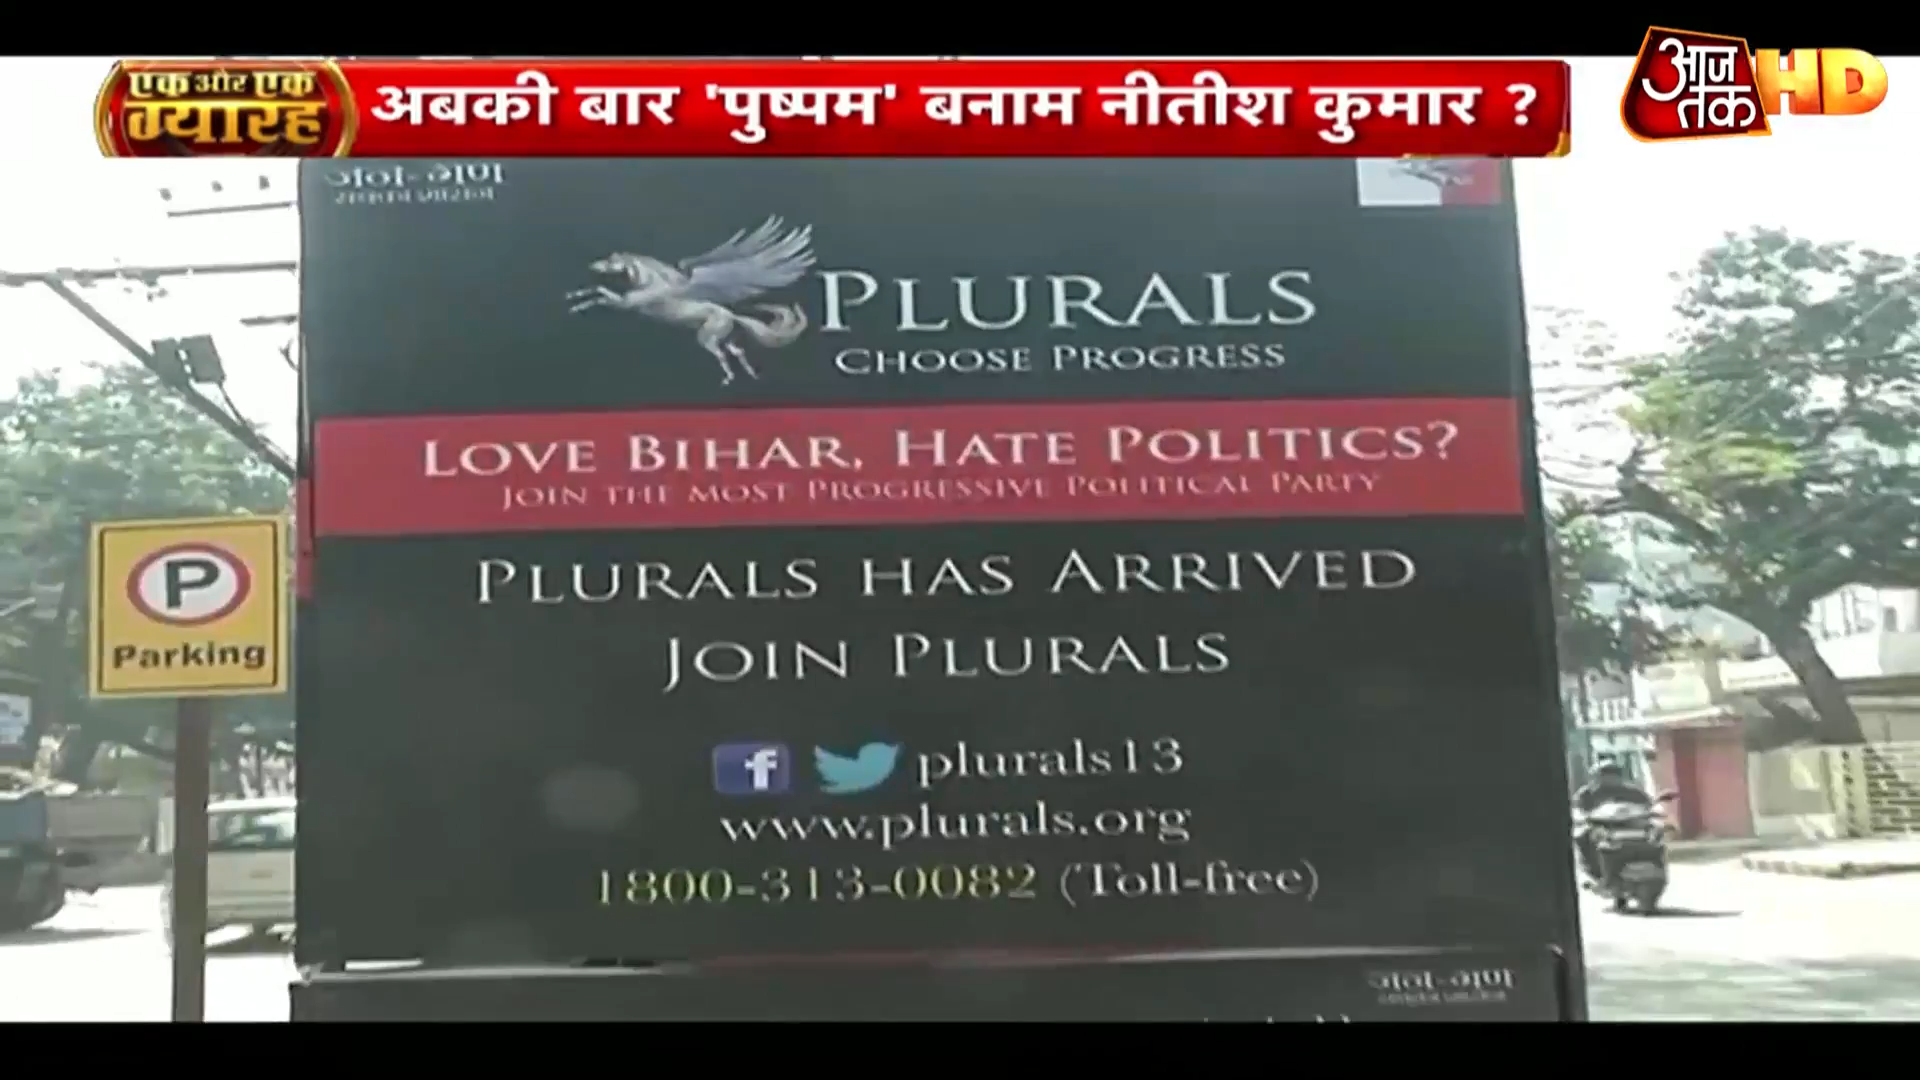 एक और एक
ग्यारह
अबकी बार 'पुष्पम' बनाम नीतीश कुमार ?
आज
तक HD
PLURALS
CHOOSE PROGRESS
LOVE BIHAR, HATE POLITICS?
JOIN THE MOST PROGRESSIVE POLITICAL PARTY
PLURALS HAS ARRIVED
JOIN PLURALS
f plurals13
www.plurals.org
1800-313-0082 (Toll-free)
P
Parking